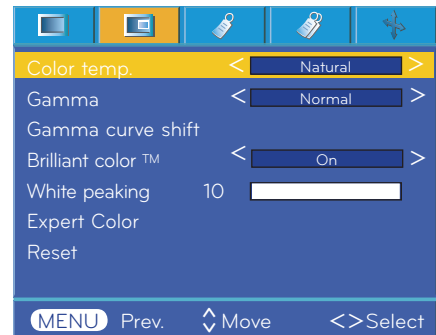 Color temp. < Natural >
Gamma < Normal >
Gamma curve shift
Brilliant color TM < On >
White peaking 10
Expert Color
Reset
MENU Prev. Move <> Select